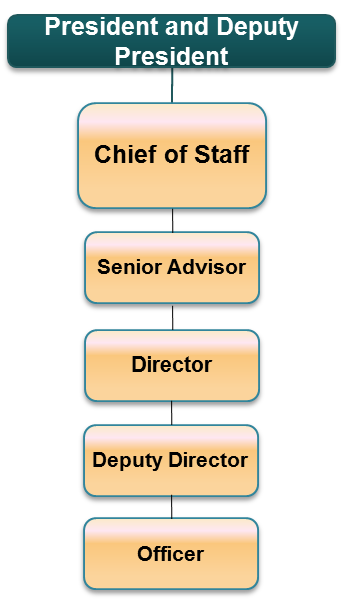 President and Deputy
President
Chief of Staff
Senior Advisor
Director
Deputy Director
Officer